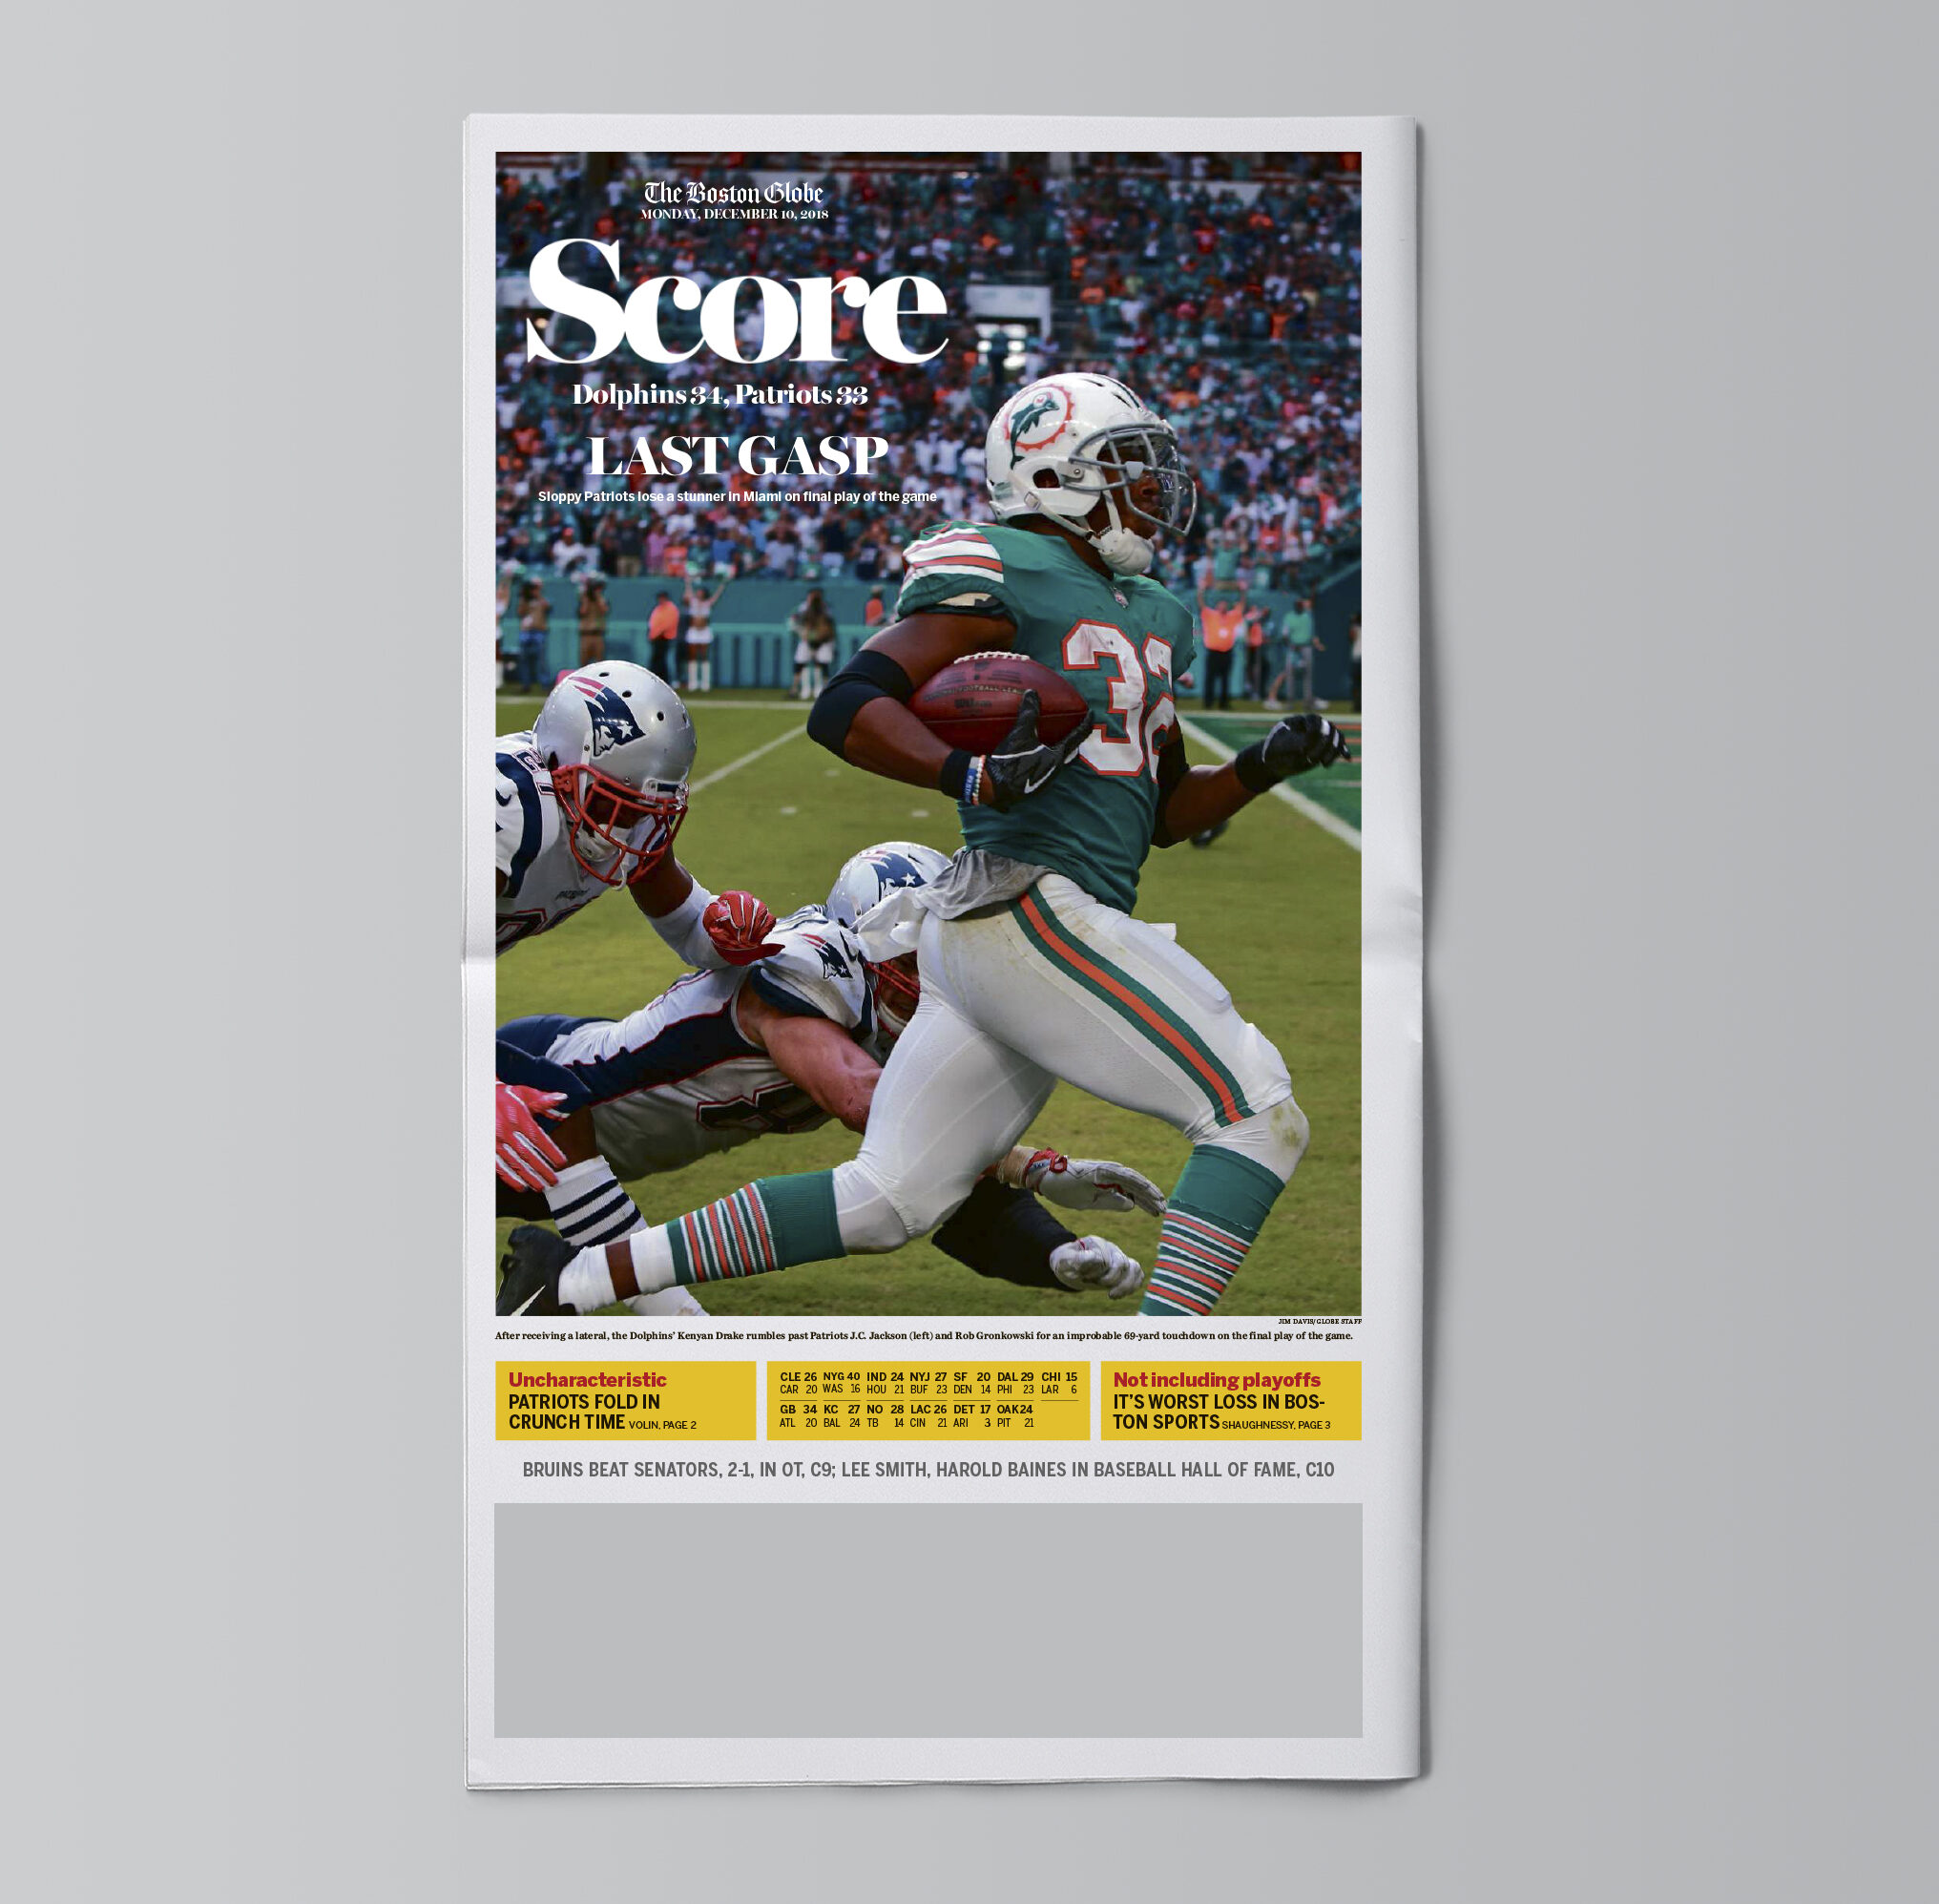 The Boston Globe
MONDAY, DECEMBER 10, 2018
Score
Dolphins 34, Patriots 33
LAST GASP
Sloppy Patriots lose a stunner in Miami on final play of the game
32
JIM DAVIS/GLOBE STAFF
After receiving a lateral, the Dolphins' Kenyan Drake rumbles past Patriots J.C. Jackson (left) and Rob Gronkowski for an improbable 69-yard touchdown on the final play of the game.
Uncharacteristic
PATRIOTS FOLD IN
CRUNCH TIME VOLIN, PAGE 2
CLE 26 NYG 40 IND 24 NYJ 27 SF 20 DAL 29 CHI 15
CAR 20 WAS 16 HOU 21 BUF 23 DEN 14 PHI 23 LAR 6
GB 34 KC 27 NO 28 LAC 26 DET 17 OAK 24
ATL 20 BAL 24 TB 14 CIN 21 ARI 3 PIT 21
Not including playoffs
IT'S WORST LOSS IN BOS-
TON SPORTS SHAUGHNESSY, PAGE 3
BRUINS BEAT SENATORS, 2-1, IN OT, C9; LEE SMITH, HAROLD BAINES IN BASEBALL HALL OF FAME, C10